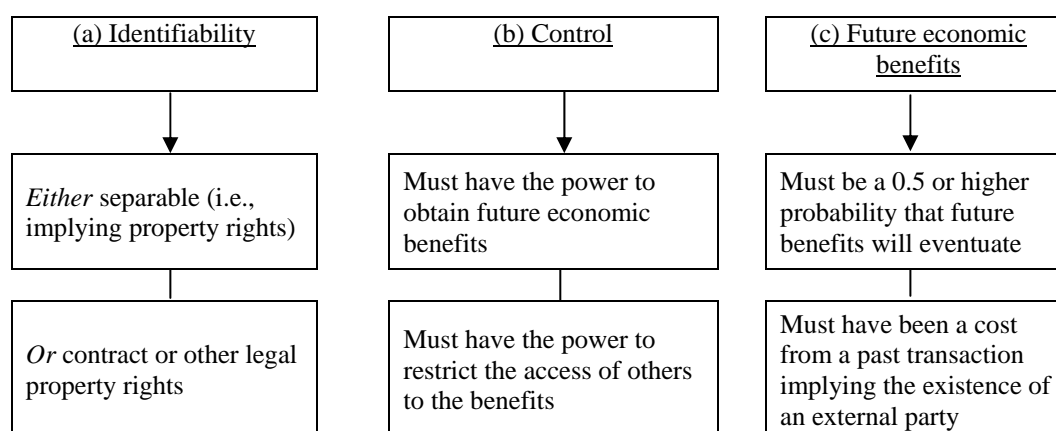 (a) Identifiability
Either separable (i.e.,
implying property rights)
Or contract or other legal
property rights
(b) Control
Must have the power to
obtain future economic
benefits
Must have the power to
restrict the access of others
to the benefits
(c) Future economic
benefits
Must be a 0.5 or higher
probability that future
benefits will eventuate
Must have been a cost
from a past transaction
implying the existence of
an external party